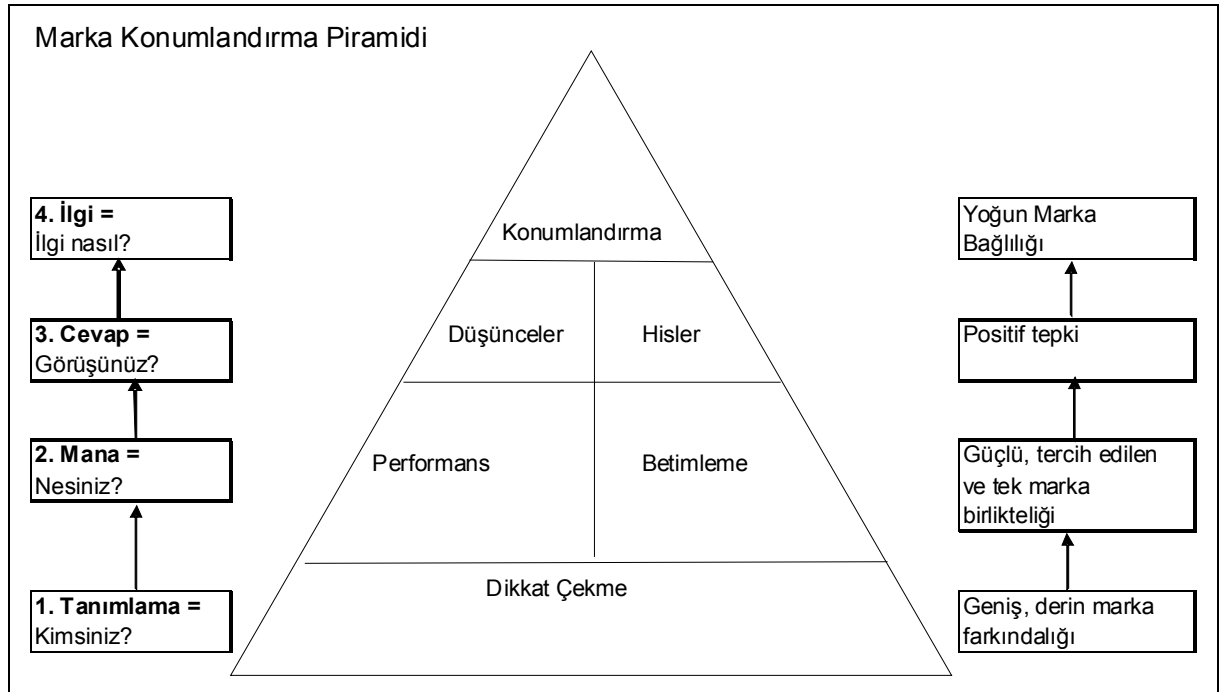 Marka Konumlandırma Piramidi
4. İlgi =
İlgi nasıl?
3. Cevap =
Görüşünüz?
2. Mana =
Nesiniz?
1. Tanımlama =
Kimsiniz?
Konumlandırma
Düşünceler
Hisler
Performans
Betimleme
Dikkat Çekme
Yoğun Marka
Bağlılığı
Positif tepki
Güçlü, tercih edilen
ve tek marka
birlikteliği
Geniş, derin marka
farkındalığı